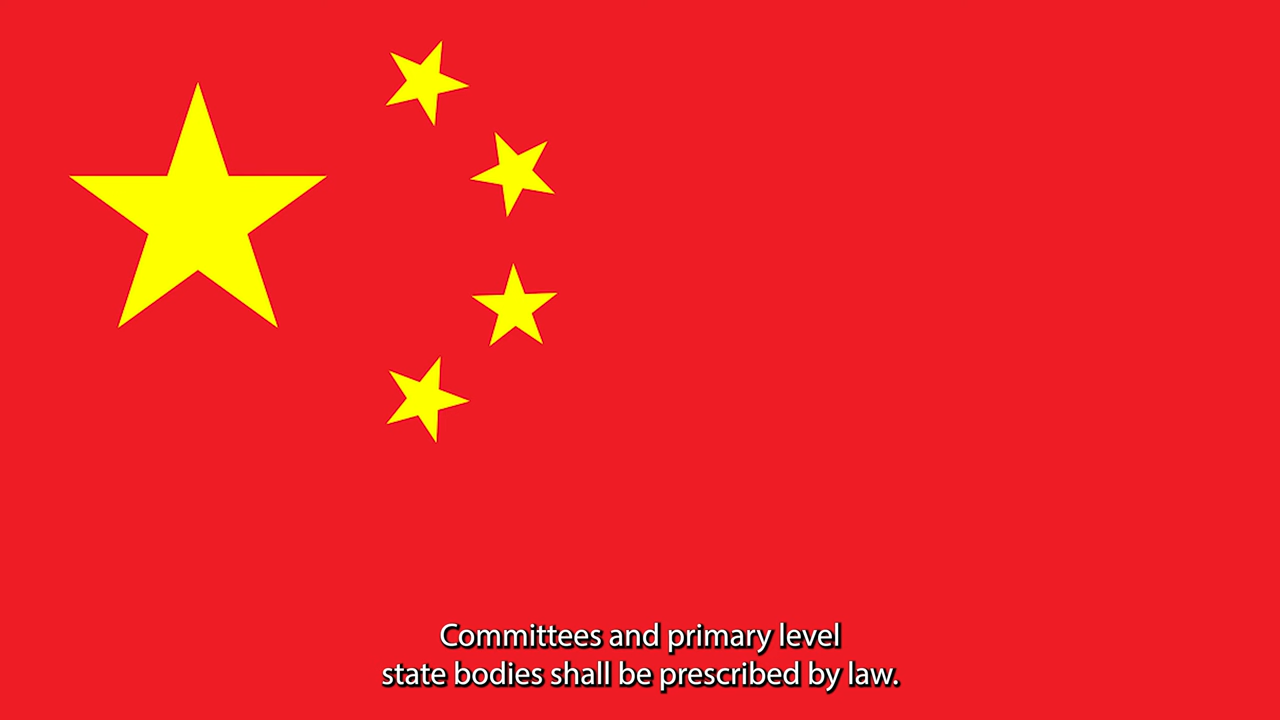 Committees and primary level
state bodies shall be prescribed by law.